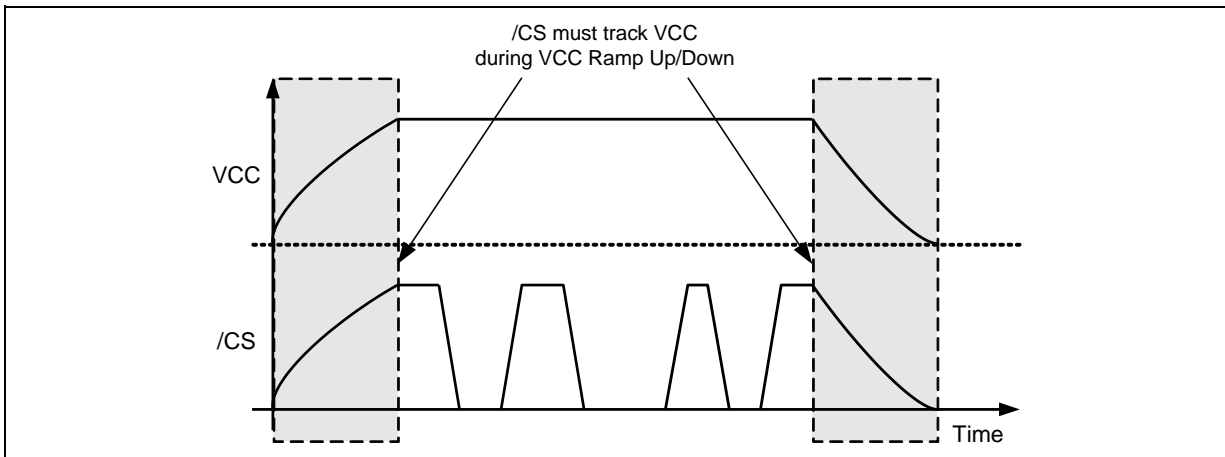 /CS must track VCC
during VCC Ramp Up/Down
VCC
/CS
Time